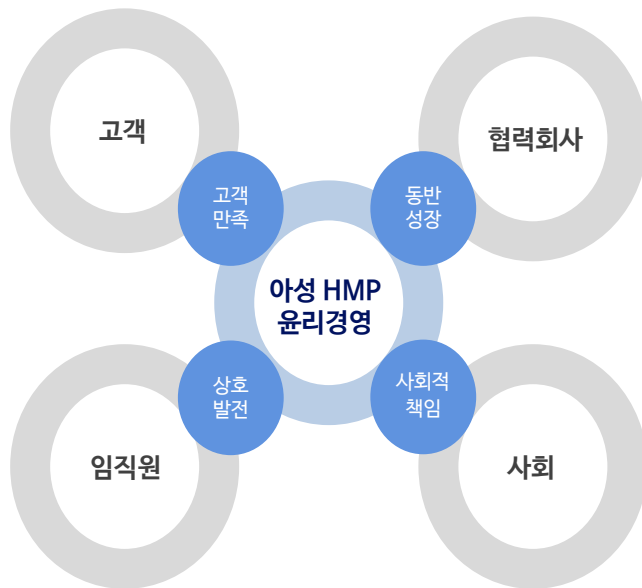 고객
협력회사
고객
만족
동반
성장
아성 HMP
윤리경영
상호
발전
사회적
책임
임직원
사회